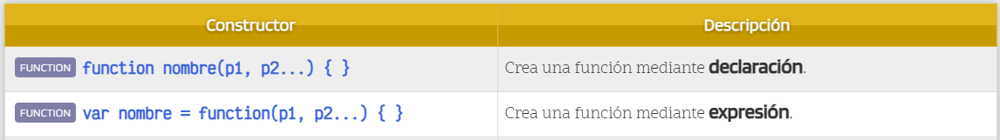 Constructor Descripción
FUNCTION function nombre(p1, p2...) { } Crea una función mediante declaración.
FUNCTION var nombre = function(p1, p2...) { } Crea una función mediante expresión.